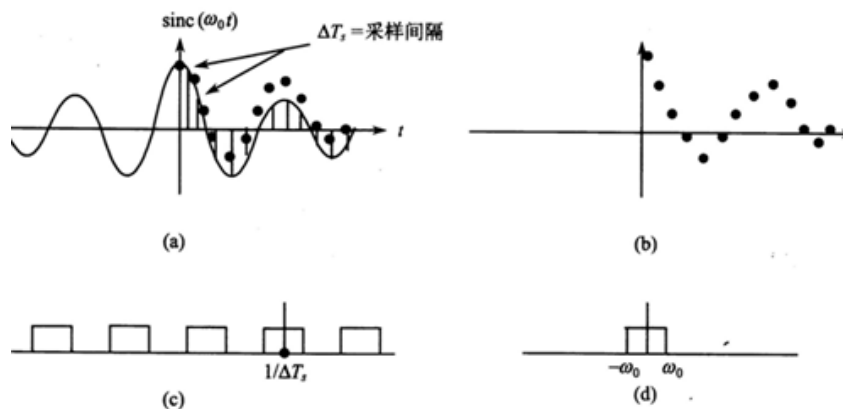 sinc (ω₀t)
ΔTₛ = 采样间隔
t
(a)
(b)
1/ΔTₛ
(c)
−ω₀
ω₀
(d)